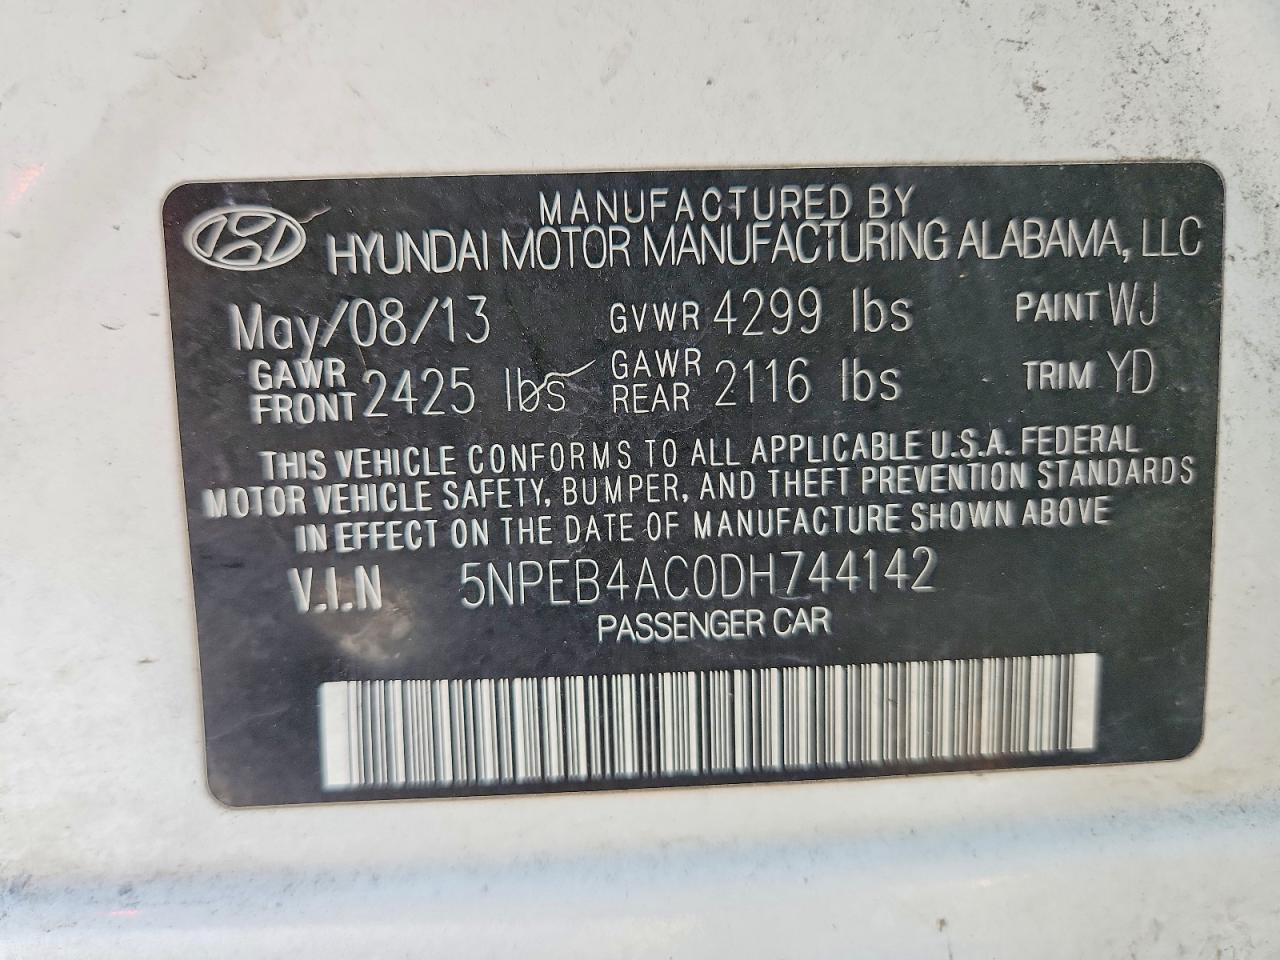 MANUFACTURED BY
HYUNDAI MOTOR MANUFACTURING ALABAMA, LLC
May/08/13 GVWR 4299 lbs PAINT WJ
GAWR FRONT 2425 lbs GAWR REAR 2116 lbs TRIM YD
THIS VEHICLE CONFORMS TO ALL APPLICABLE U.S.A. FEDERAL
MOTOR VEHICLE SAFETY, BUMPER, AND THEFT PREVENTION STANDARDS
IN EFFECT ON THE DATE OF MANUFACTURE SHOWN ABOVE
V.I.N 5NPEB4AC0DH744142
PASSENGER CAR